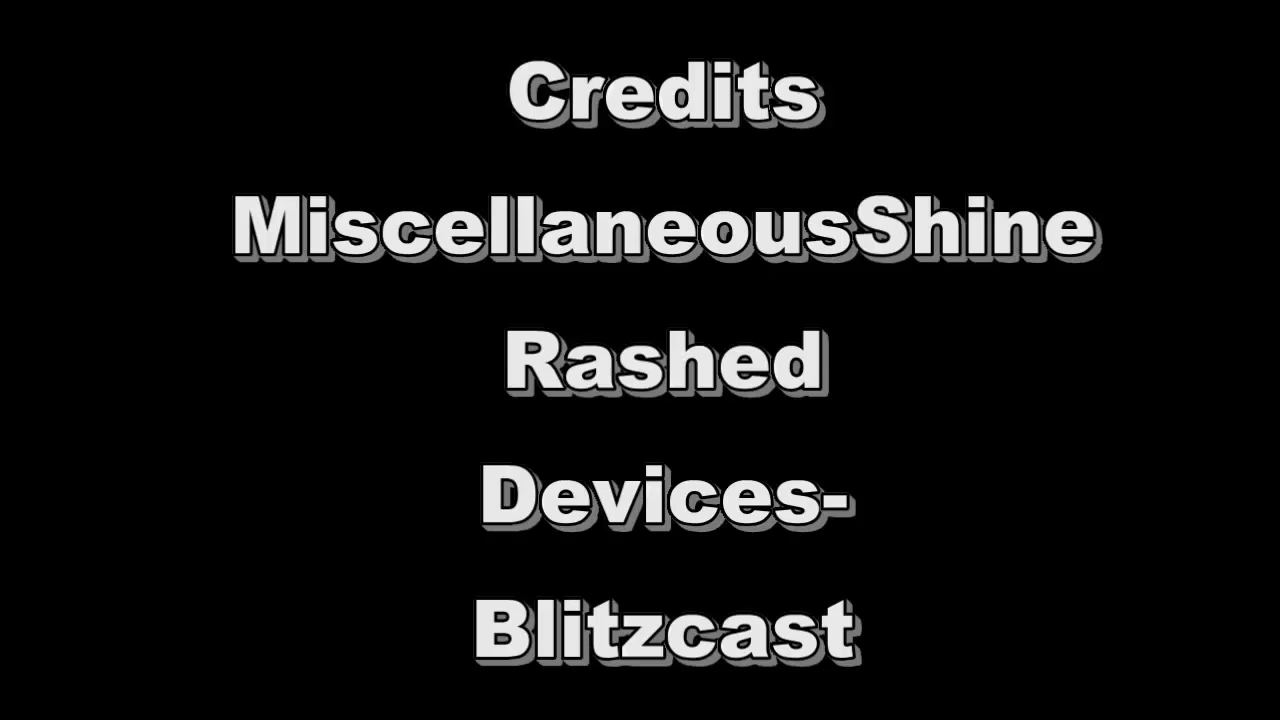 Credits
MiscellaneousShine
Rashed
Devices-
Blitzcast